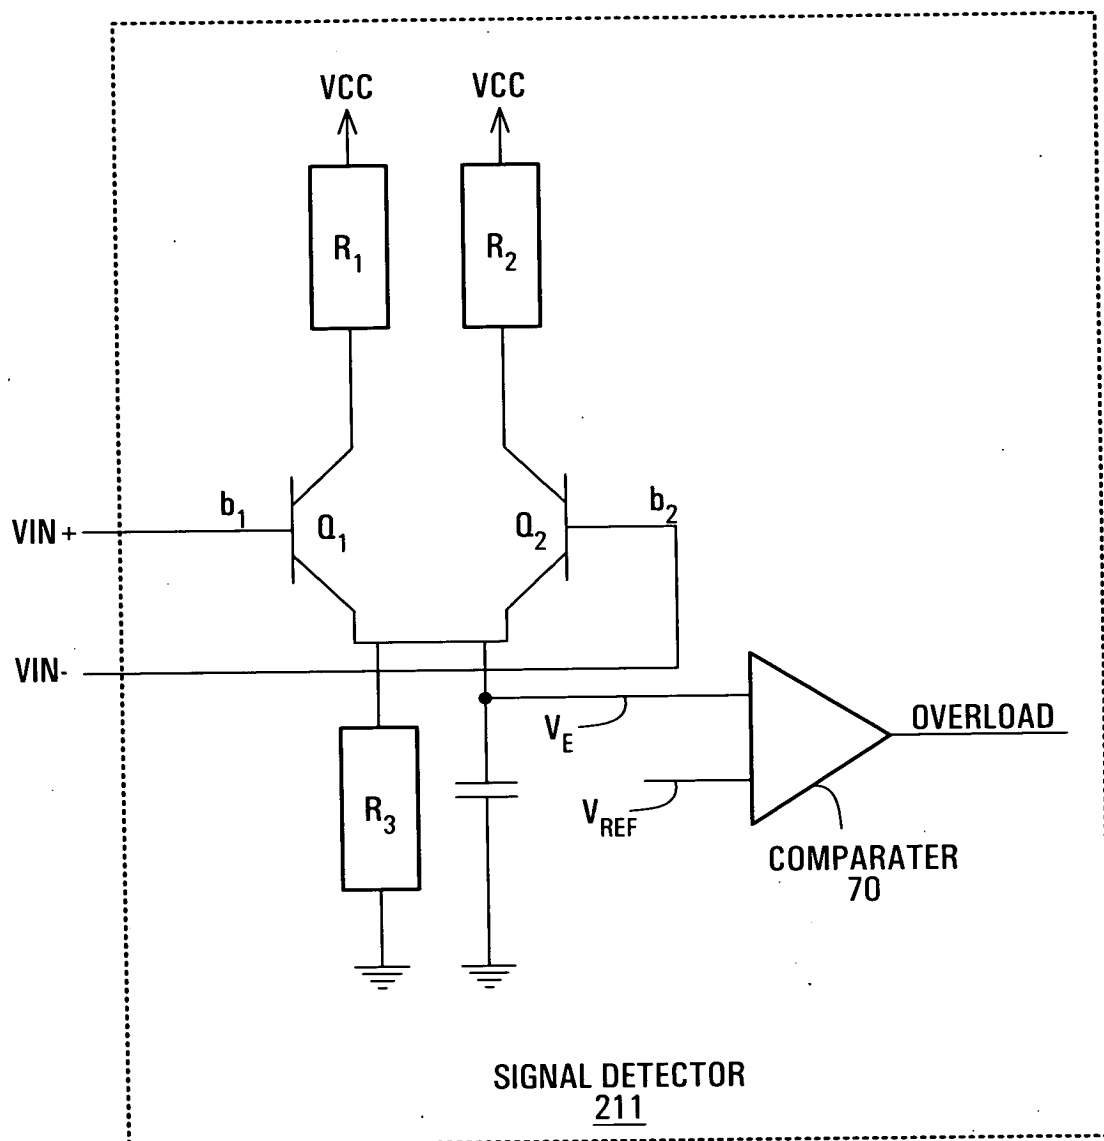 VCC VCC
R1 R2
b1 b2
VIN+ Q1 Q2
VIN-
OVERLOAD
VE
R3 VREF
COMPARATER
70
SIGNAL DETECTOR
211